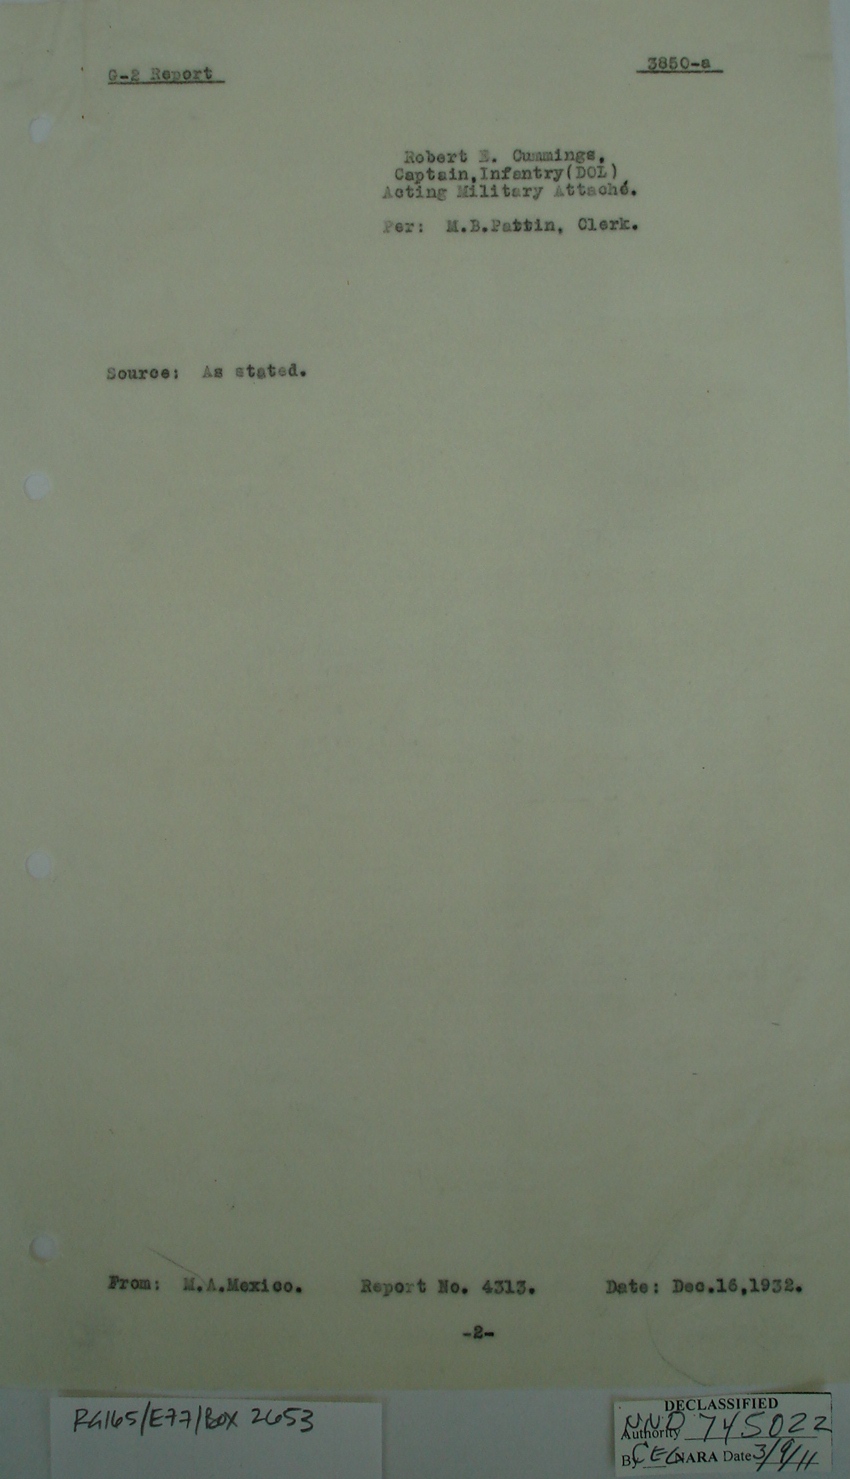 G-2 Report
3850-a
Robert E. Cummings,
Captain,Infantry(DOL),
Acting Military Attaché.
Per: M.B.Pattin, Clerk.
Source: As stated.
From: M.A.Mexico. Report No. 4313. Date: Dec.16,1932.
-2-
RG165/E77/Box 2653
DECLASSIFIED
Authority NND 745022
By CEG NARA Date 3/9/11